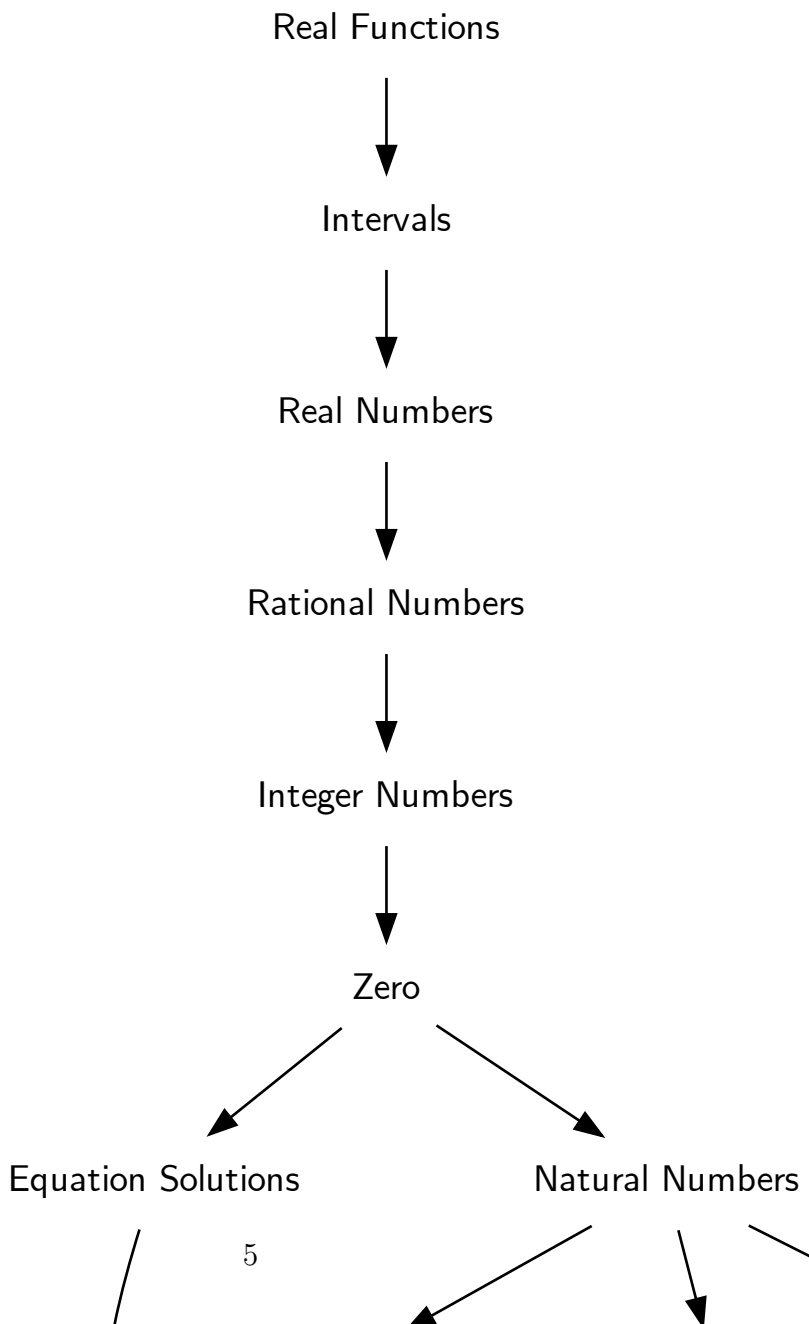 Real Functions
Intervals
Real Numbers
Rational Numbers
Integer Numbers
Zero
Equation Solutions
Natural Numbers
5